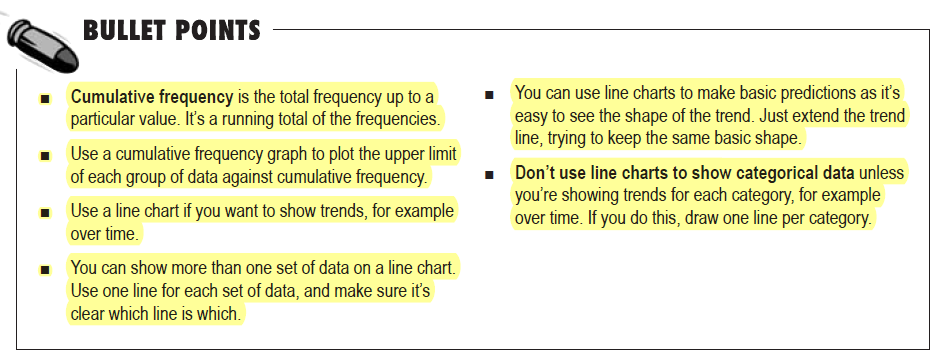 BULLET POINTS
■ Cumulative frequency is the total frequency up to a
particular value. It’s a running total of the frequencies.
■ Use a cumulative frequency graph to plot the upper limit
of each group of data against cumulative frequency.
■ Use a line chart if you want to show trends, for example
over time.
■ You can show more than one set of data on a line chart.
Use one line for each set of data, and make sure it’s
clear which line is which.
■ You can use line charts to make basic predictions as it’s
easy to see the shape of the trend. Just extend the trend
line, trying to keep the same basic shape.
■ Don’t use line charts to show categorical data unless
you’re showing trends for each category, for example
over time. If you do this, draw one line per category.